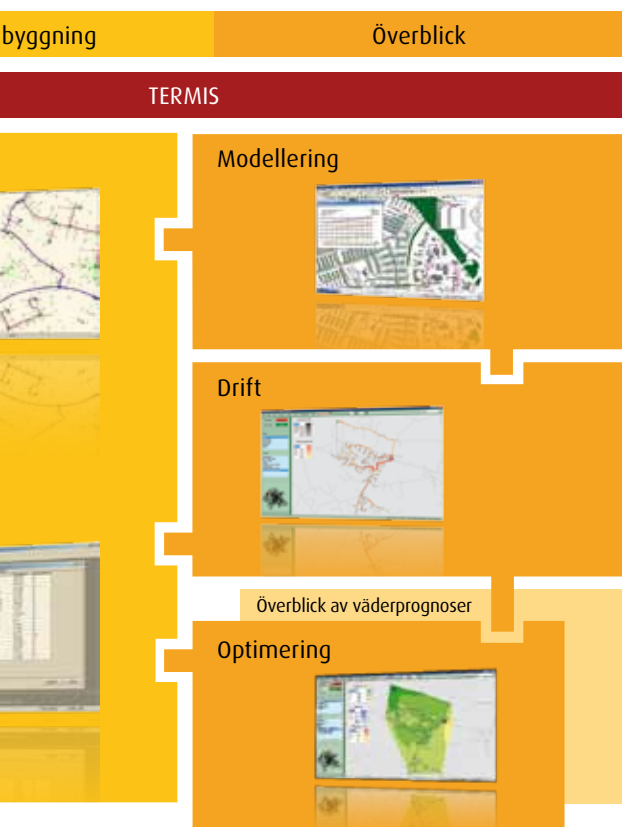 byggning
Överblick
TERMIS
Modellering
Drift
Överblick av väderprognoser
Optimering